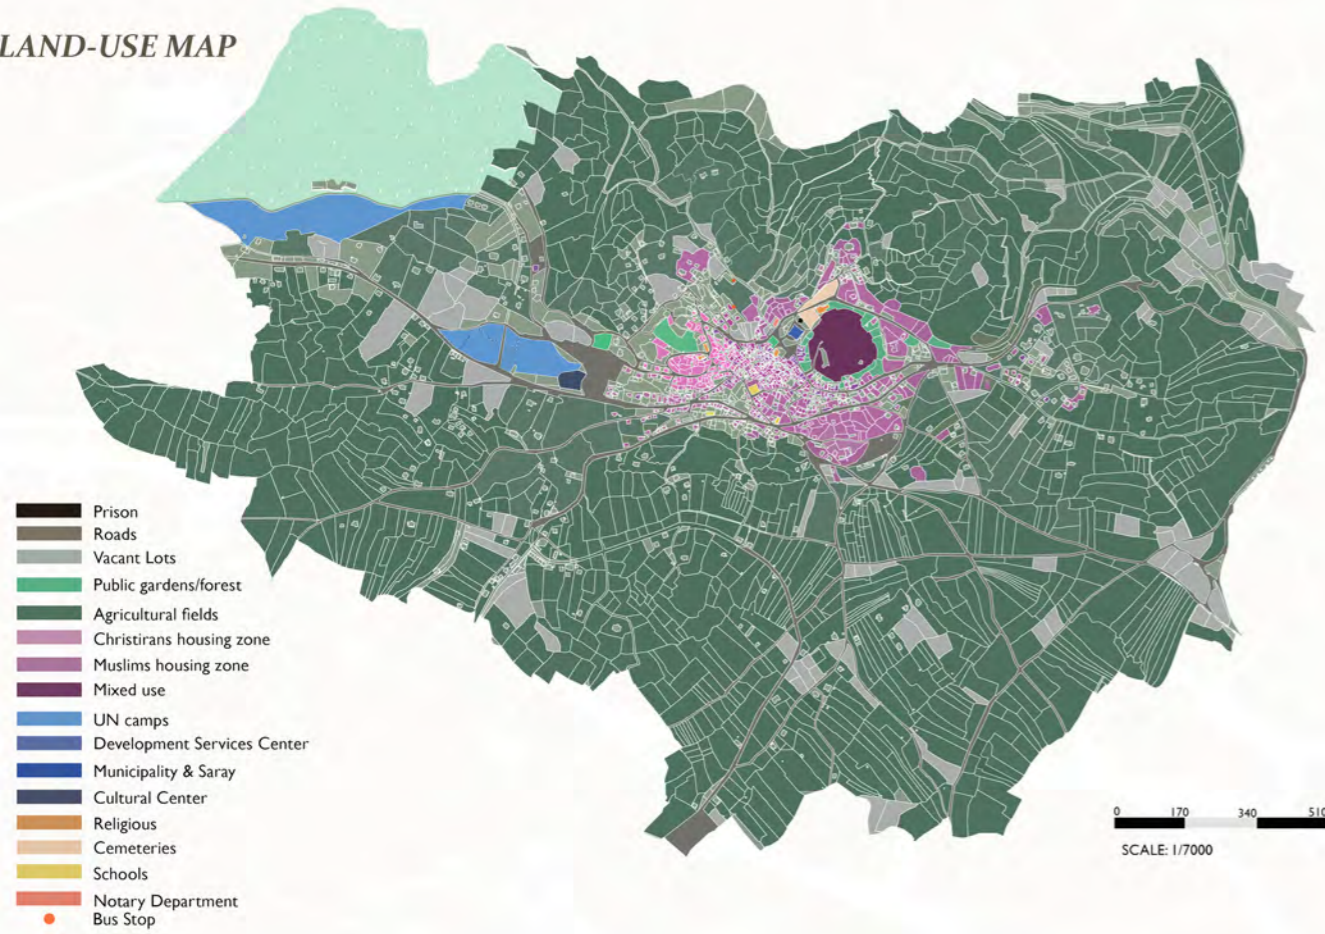 LAND-USE MAP
Prison
Roads
Vacant Lots
Public gardens/forest
Agricultural fields
Christirans housing zone
Muslims housing zone
Mixed use
UN camps
Development Services Center
Municipality & Saray
Cultural Center
Religious
Cemeteries
Schools
Notary Department
Bus Stop
0 170 340 510
SCALE: 1/7000